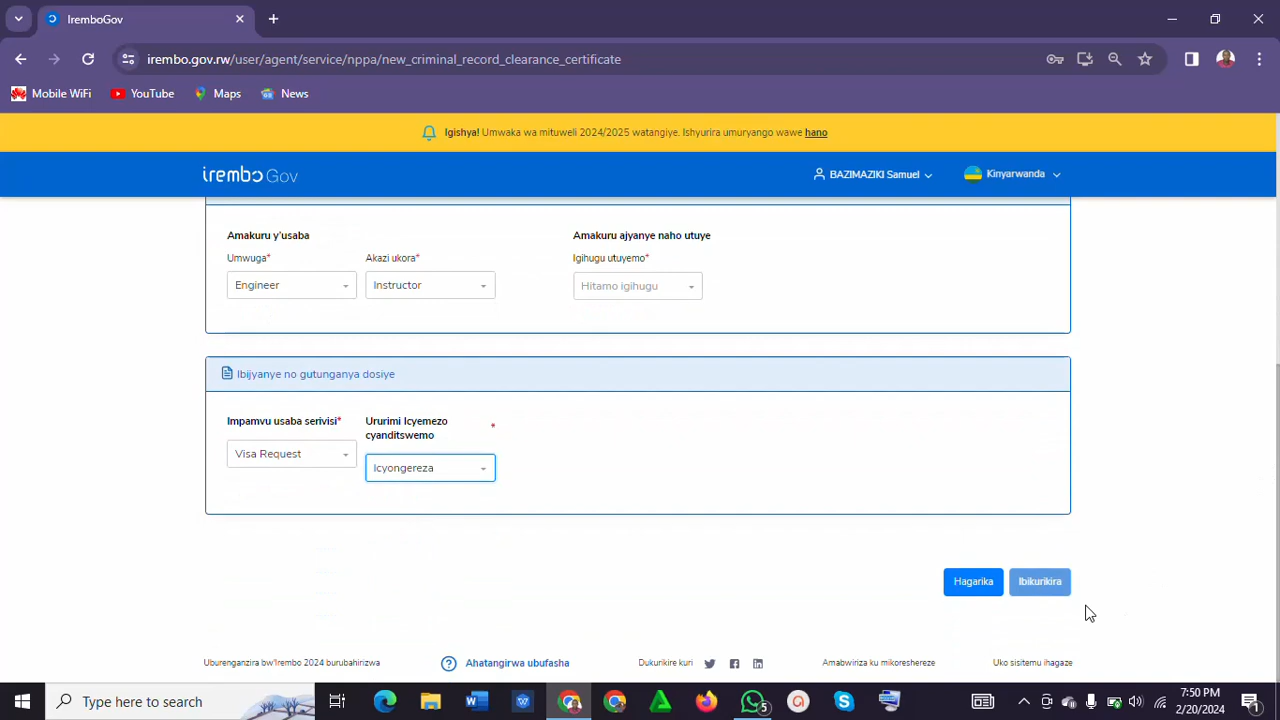 IremboGov
irembo.gov.rw/user/agent/service/nppa/new_criminal_record_clearance_certificate
Mobile WiFi YouTube Maps News
Igishya! Umwaka wa mituweli 2024/2025 watangiye. Ishyurira umuryango wawe hano
irembo Gov BAZIMAZIKI Samuel Kinyarwanda
Amakuru y'usaba Amakuru ajyanye naho utuye
Umwuga* Akazi ukora* Igihugu utuyemo*
Engineer Instructor Hitamo igihugu
Ibijyanye no gutunganya dosiye
Impamvu usaba serivisi* Ururimi Icyemezo
cyanditswemo *
Visa Request Icyongereza
Hagarika Ibikurikira
Uburenganzira bw'Irembo 2024 burubahirizwa ? Ahatangirwa ubufasha Dukurikire kuri Amabwiriza ku mikoreshereze Uko sisitemu ihagaze
Type here to search 5 7:50 PM
2/20/2024 1